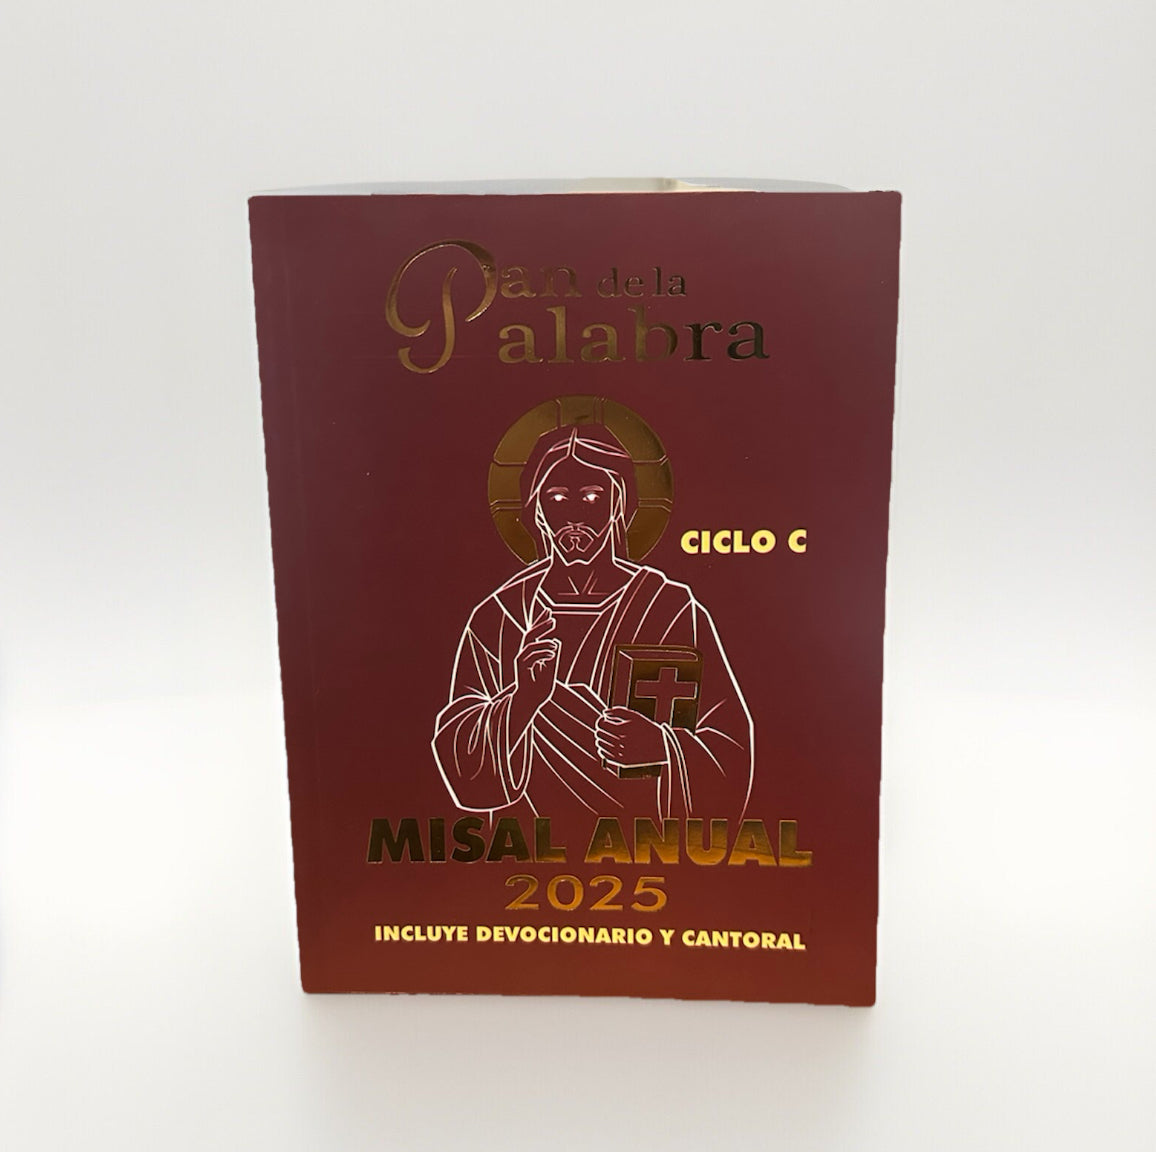 Pan de la
Palabra
CICLO C
MISAL ANUAL
2025
INCLUYE DEVOCIONARIO Y CANTORAL